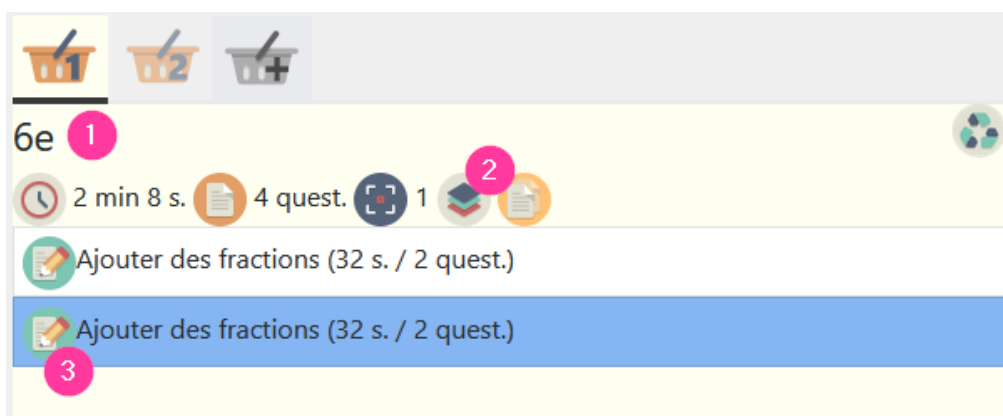 1 2
6e 1
2
2 min 8 s. 4 quest. 1
Ajouter des fractions (32 s. / 2 quest.)
Ajouter des fractions (32 s. / 2 quest.)
3